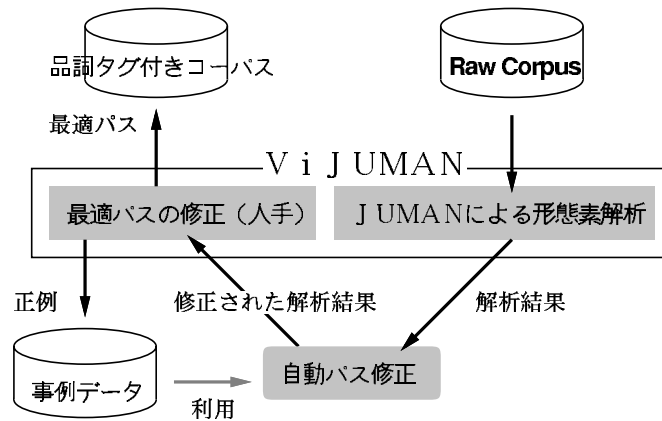 品詞タグ付きコーパス
Raw Corpus
最適パス
ＶｉＪUMAN
最適パスの修正（人手）
ＪUMANによる形態素解析
正例
修正された解析結果
解析結果
事例データ
利用
自動パス修正